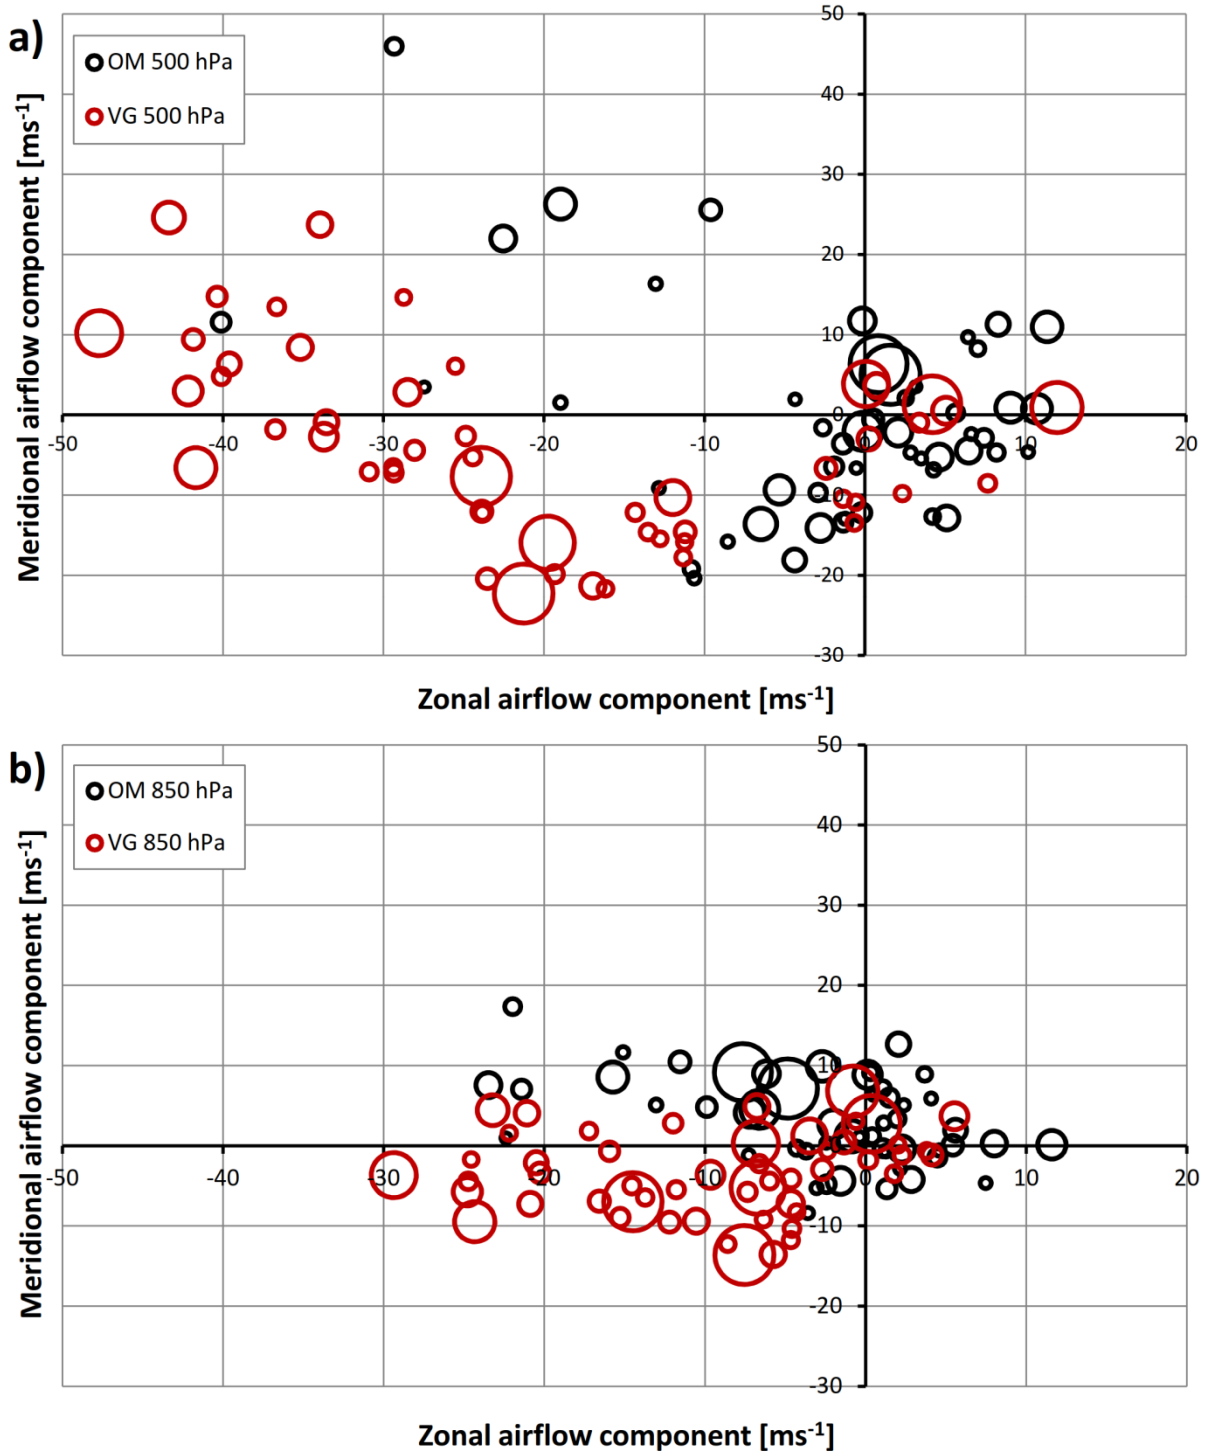 a)
OM 500 hPa
VG 500 hPa
Meridional airflow component [ms⁻¹]
50
40
30
20
10
0
-10
-20
-30
-50 -40 -30 -20 -10 0 10 20
Zonal airflow component [ms⁻¹]
b)
OM 850 hPa
VG 850 hPa
Meridional airflow component [ms⁻¹]
50
40
30
20
10
0
-10
-20
-30
-50 -40 -30 -20 -10 0 10 20
Zonal airflow component [ms⁻¹]